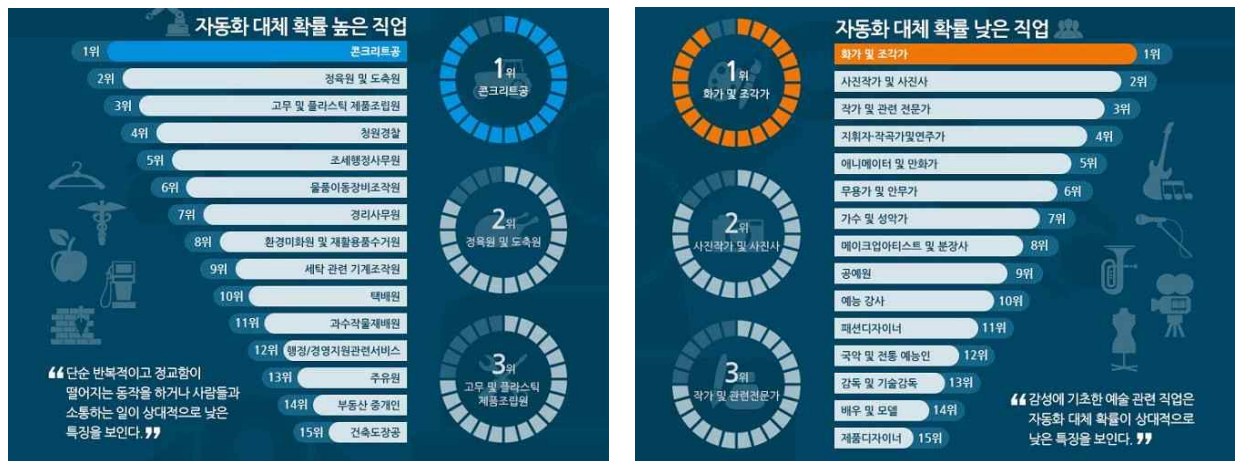 자동화 대체 확률 높은 직업
1위 콘크리트공
2위 정육원 및 도축원
3위 고무 및 플라스틱 제품조립원
4위 청원경찰
5위 조세행정사무원
6위 물품이동장비조작원
7위 경리사무원
8위 환경미화원 및 재활용품수거원
9위 세탁 관련 기계조작원
10위 택배원
11위 과수작물재배원
12위 행정/경영지원관련서비스
13위 주유원
14위 부동산 중개인
15위 건축도장공
❝단순 반복적이고 정교함이
떨어지는 동작을 하거나 사람들과
소통하는 일이 상대적으로 낮은
특징을 보인다.❞
1위
콘크리트공
2위
정육원 및 도축원
3위
고무 및 플라스틱
제품조립원
자동화 대체 확률 낮은 직업
1위
화가 및 조각가
2위
사진작가 및 사진사
3위
작가 및 관련전문가
화가 및 조각가 1위
사진작가 및 사진사 2위
작가 및 관련 전문가 3위
지휘자·작곡가및연주가 4위
애니메이터 및 만화가 5위
무용가 및 안무가 6위
가수 및 성악가 7위
메이크업아티스트 및 분장사 8위
공예원 9위
예능 강사 10위
패션디자이너 11위
국악 및 전통 예능인 12위
감독 및 기술감독 13위
배우 및 모델 14위
제품디자이너 15위
❝감성에 기초한 예술 관련 직업은
자동화 대체 확률이 상대적으로
낮은 특징을 보인다.❞